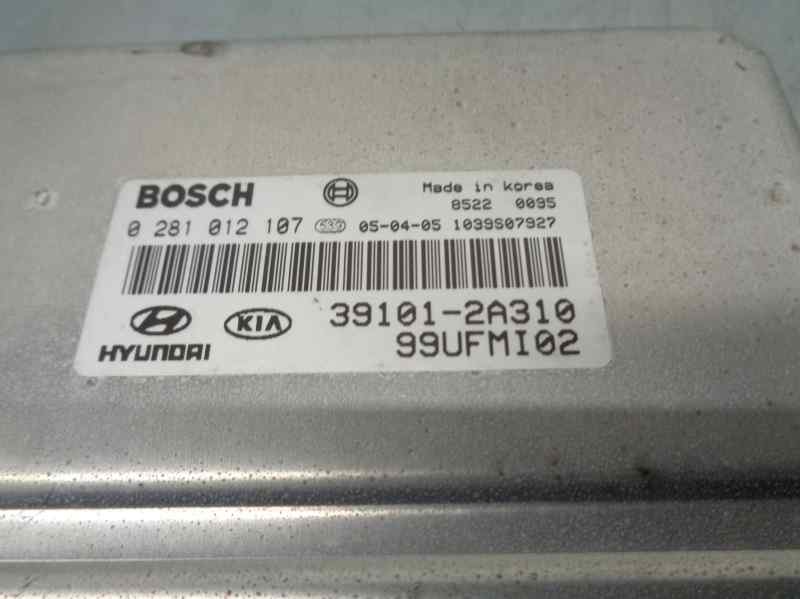 BOSCH
Made in korea
8522 0095
0 281 012 107 05-04-05 1039S07927
HYUNDAI
KIA
39101-2A310
99UFMI02